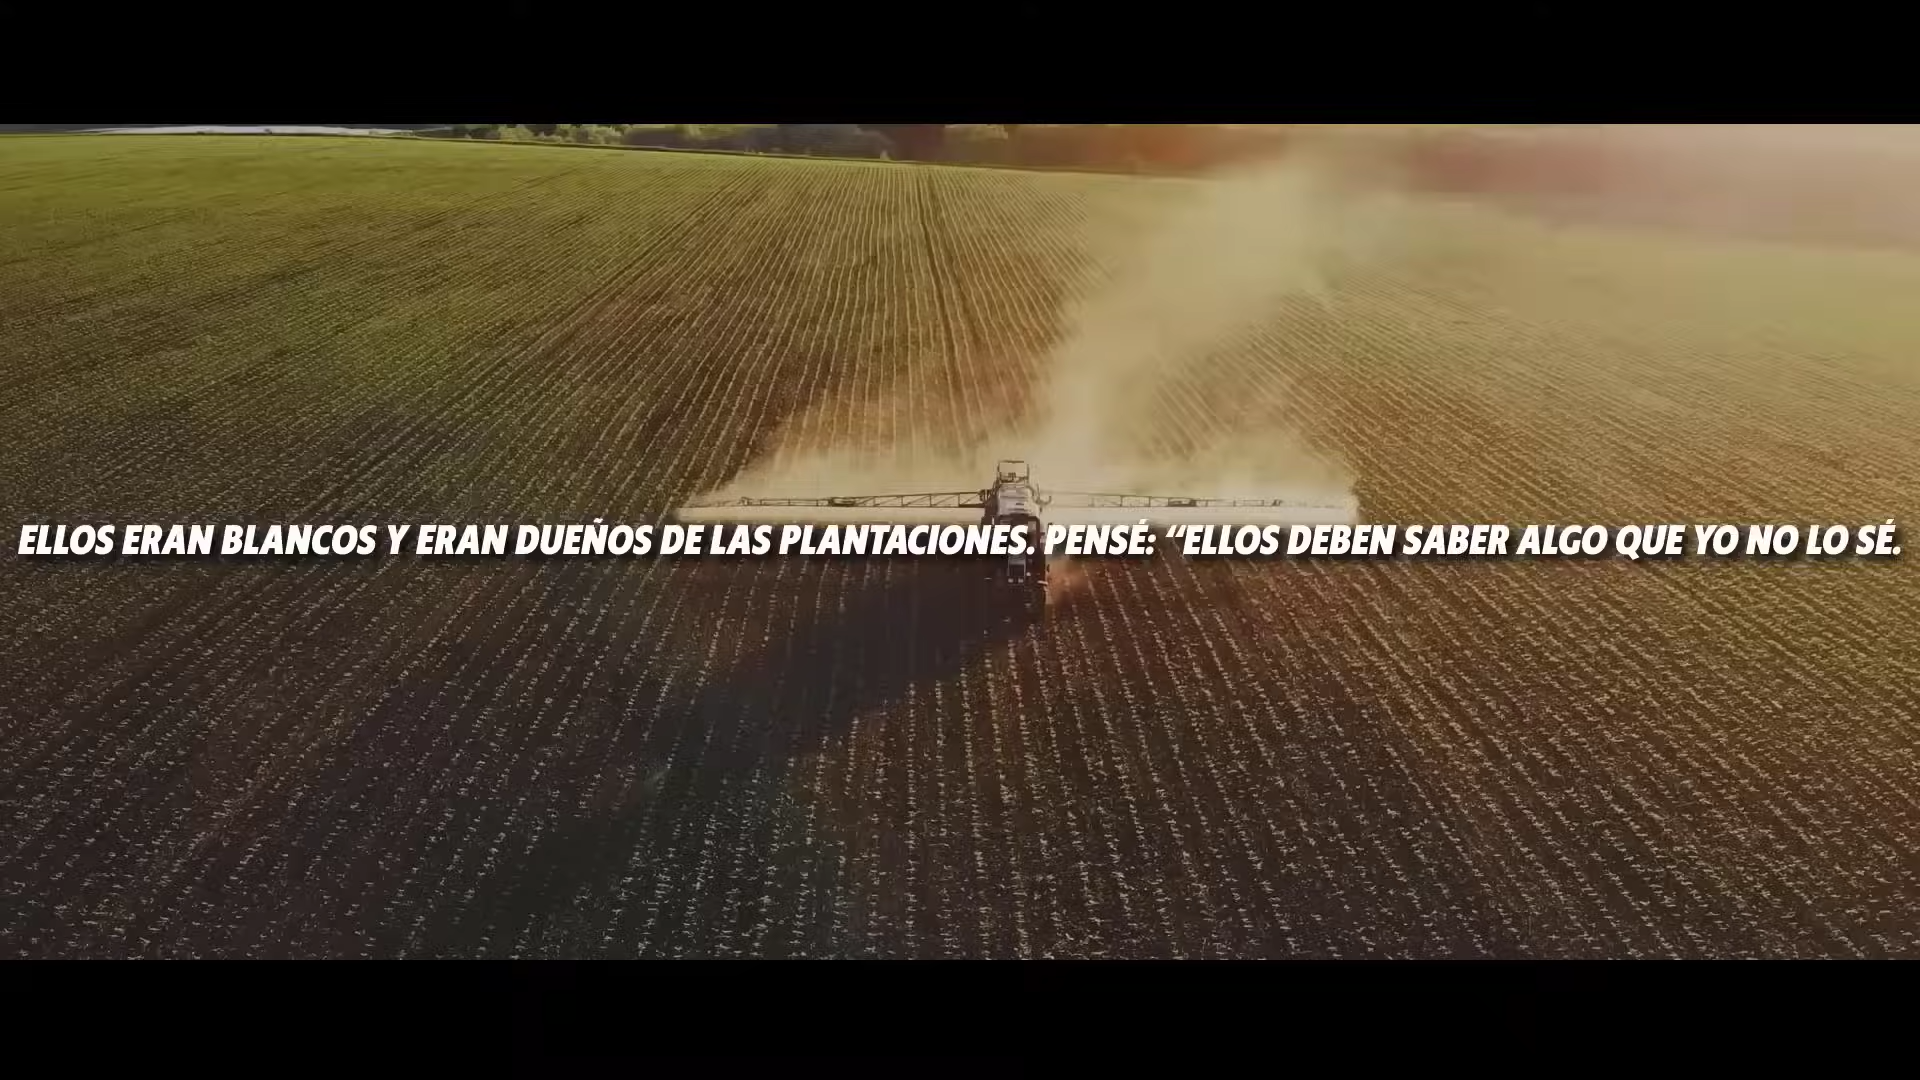 ELLOS ERAN BLANCOS Y ERAN DUEÑOS DE LAS PLANTACIONES. PENSÉ: “ELLOS DEBEN SABER ALGO QUE YO NO LO SÉ.